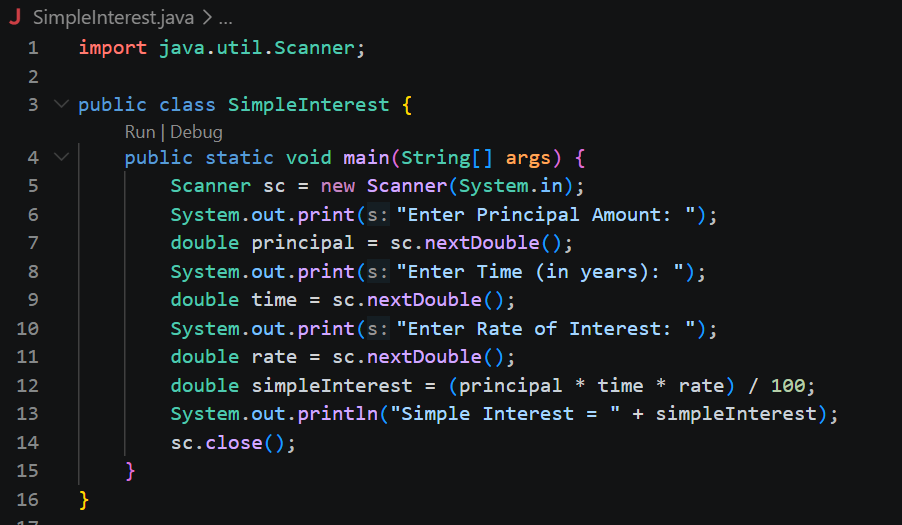 J SimpleInterest.java > ...
1 import java.util.Scanner;
2
3 public class SimpleInterest {
Run | Debug
4 public static void main(String[] args) {
5 Scanner sc = new Scanner(System.in);
6 System.out.print(s: "Enter Principal Amount: ");
7 double principal = sc.nextDouble();
8 System.out.print(s: "Enter Time (in years): ");
9 double time = sc.nextDouble();
10 System.out.print(s: "Enter Rate of Interest: ");
11 double rate = sc.nextDouble();
12 double simpleInterest = (principal * time * rate) / 100;
13 System.out.println("Simple Interest = " + simpleInterest);
14 sc.close();
15 }
16 }
17